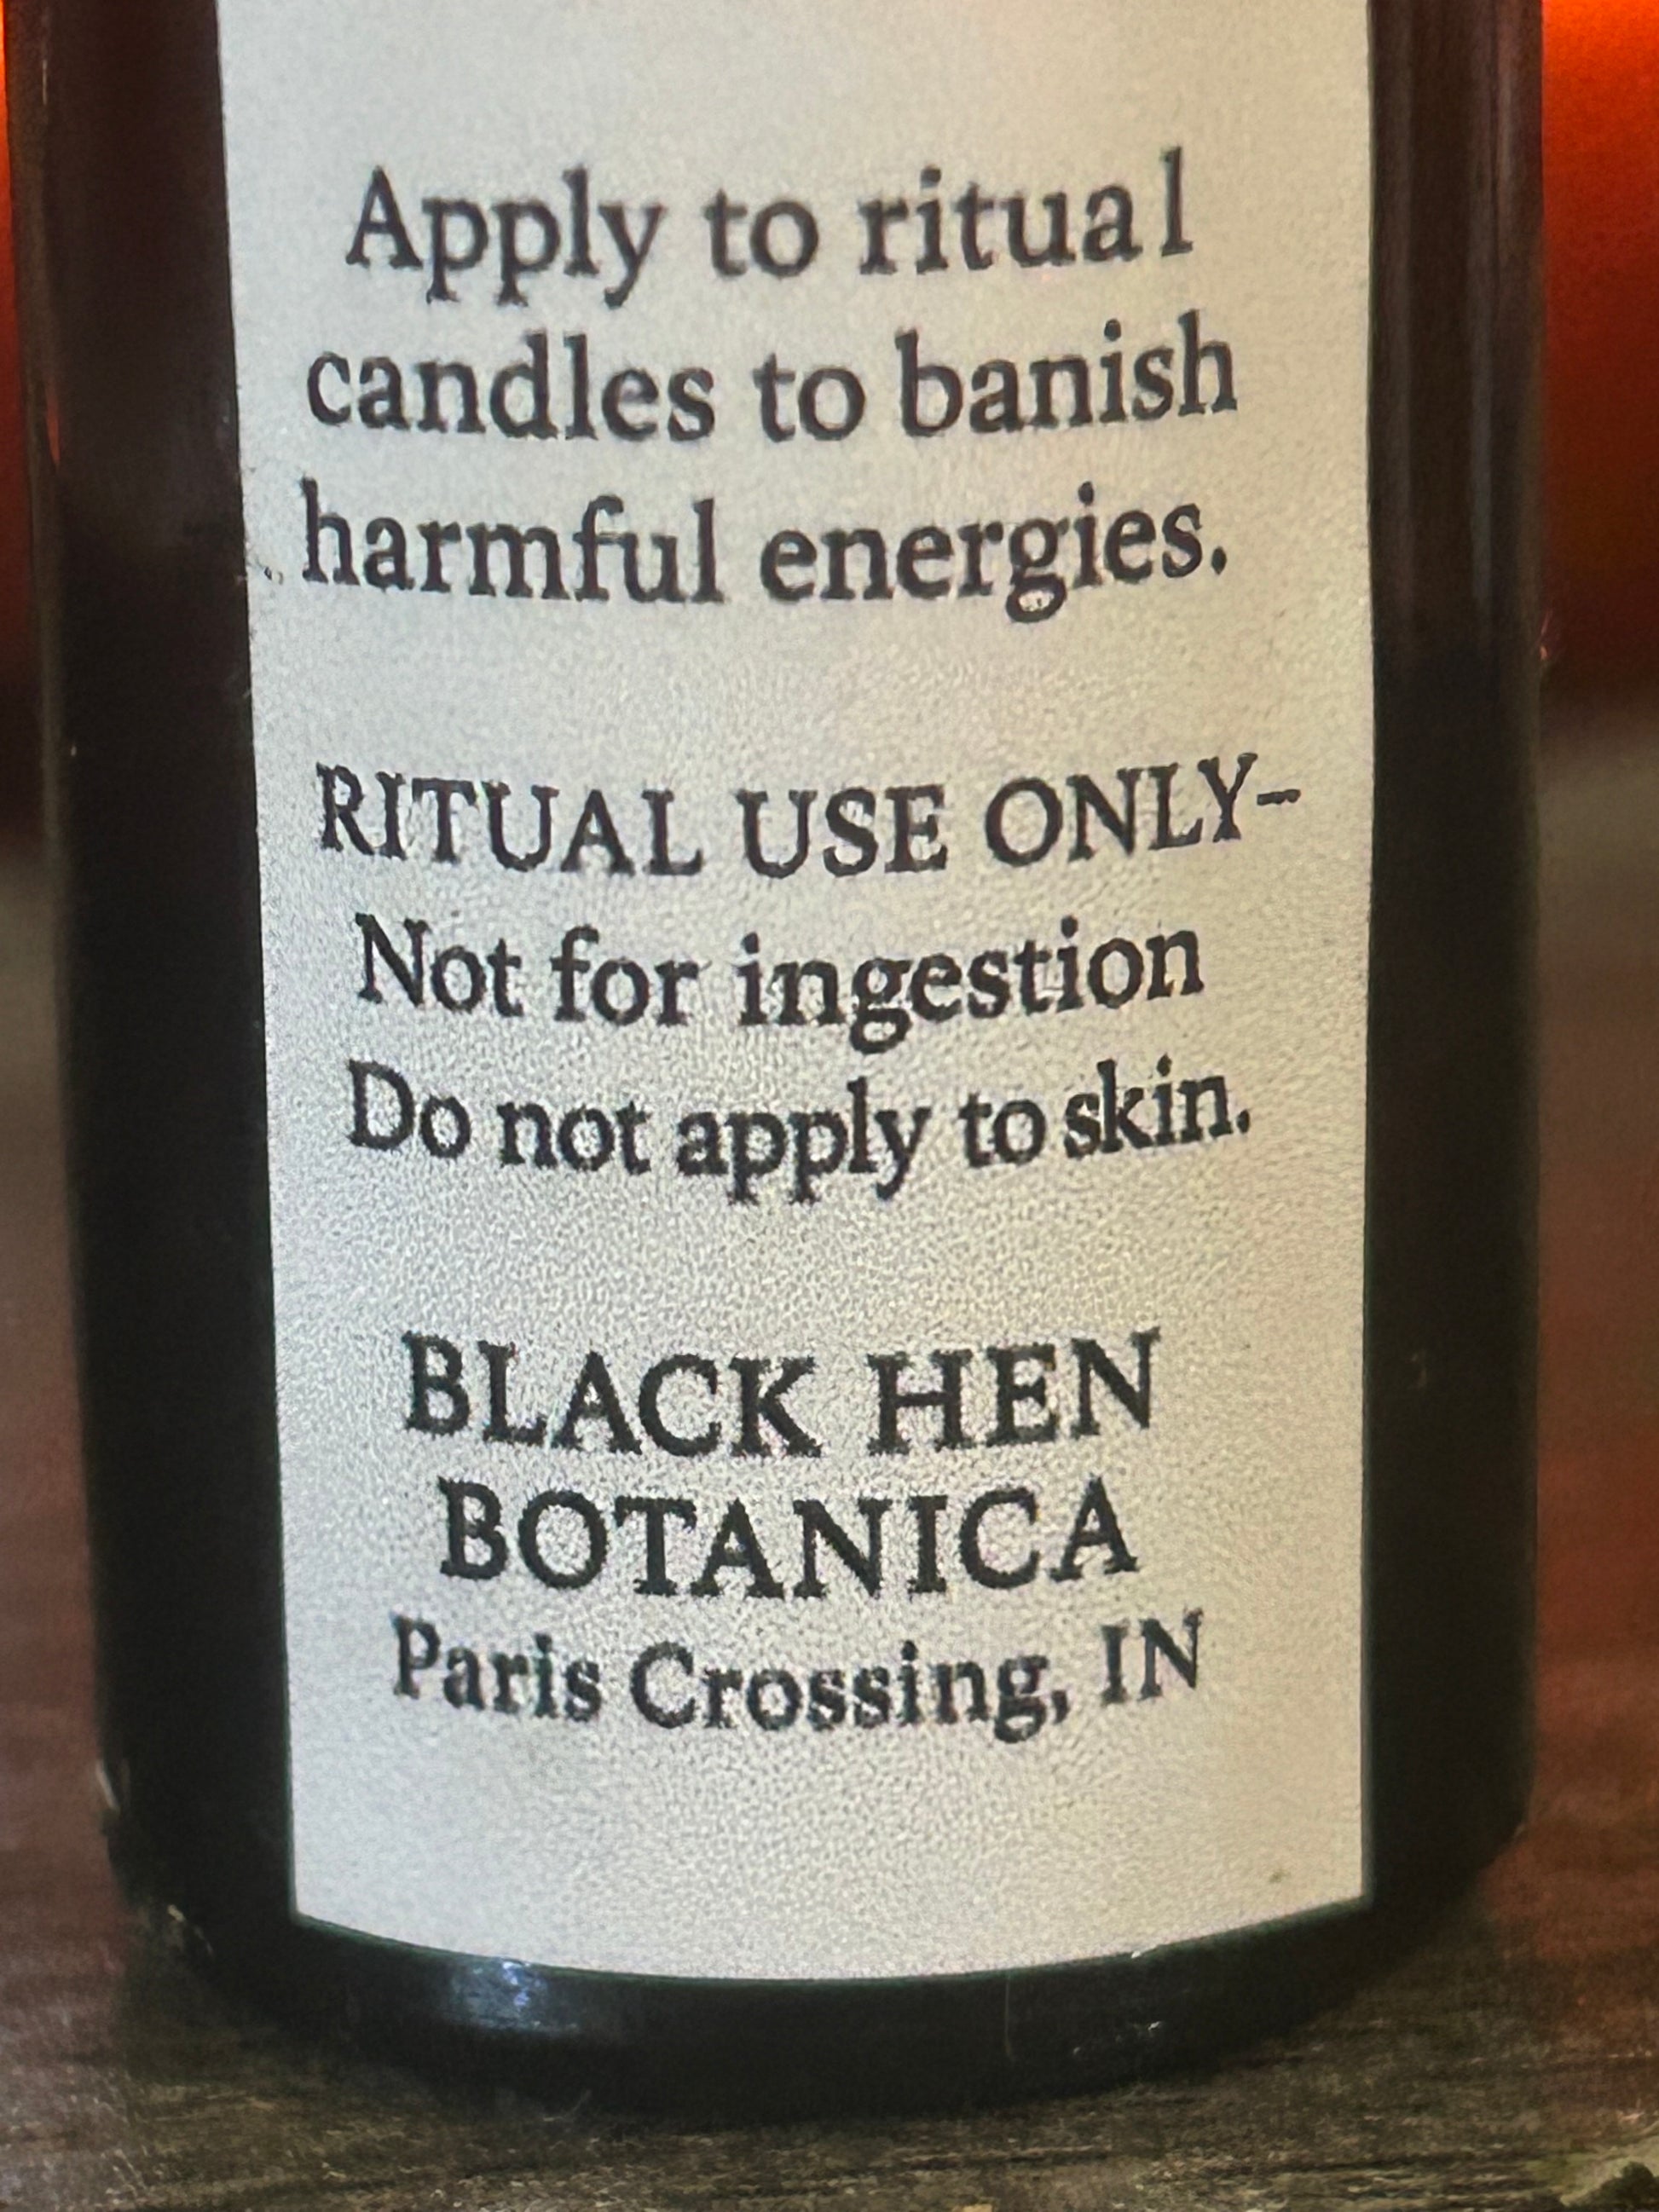 Apply to ritual
candles to banish
harmful energies.
RITUAL USE ONLY-
Not for ingestion
Do not apply to skin.
BLACK HEN
BOTANICA
Paris Crossing, IN